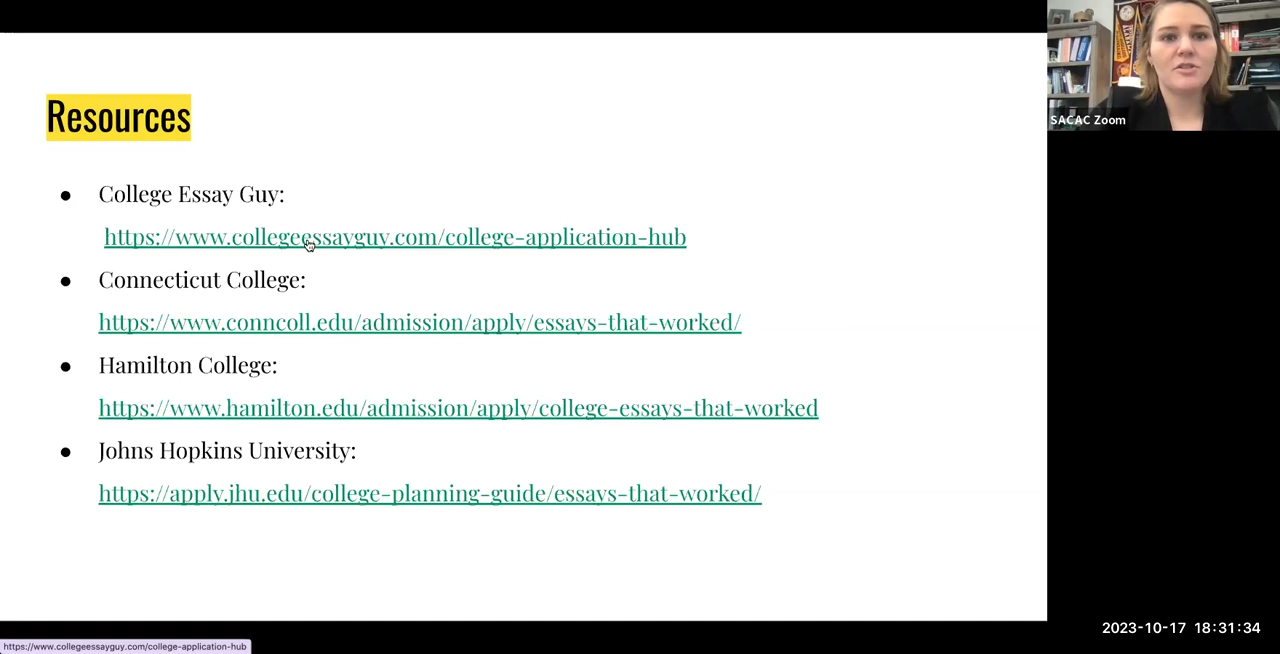 Resources
● College Essay Guy:
https://www.collegeessayguy.com/college-application-hub
● Connecticut College:
https://www.conncoll.edu/admission/apply/essays-that-worked/
● Hamilton College:
https://www.hamilton.edu/admission/apply/college-essays-that-worked
● Johns Hopkins University:
https://apply.jhu.edu/college-planning-guide/essays-that-worked/
SACAC Zoom
2023-10-17 18:31:34
https://www.collegeessayguy.com/college-application-hub